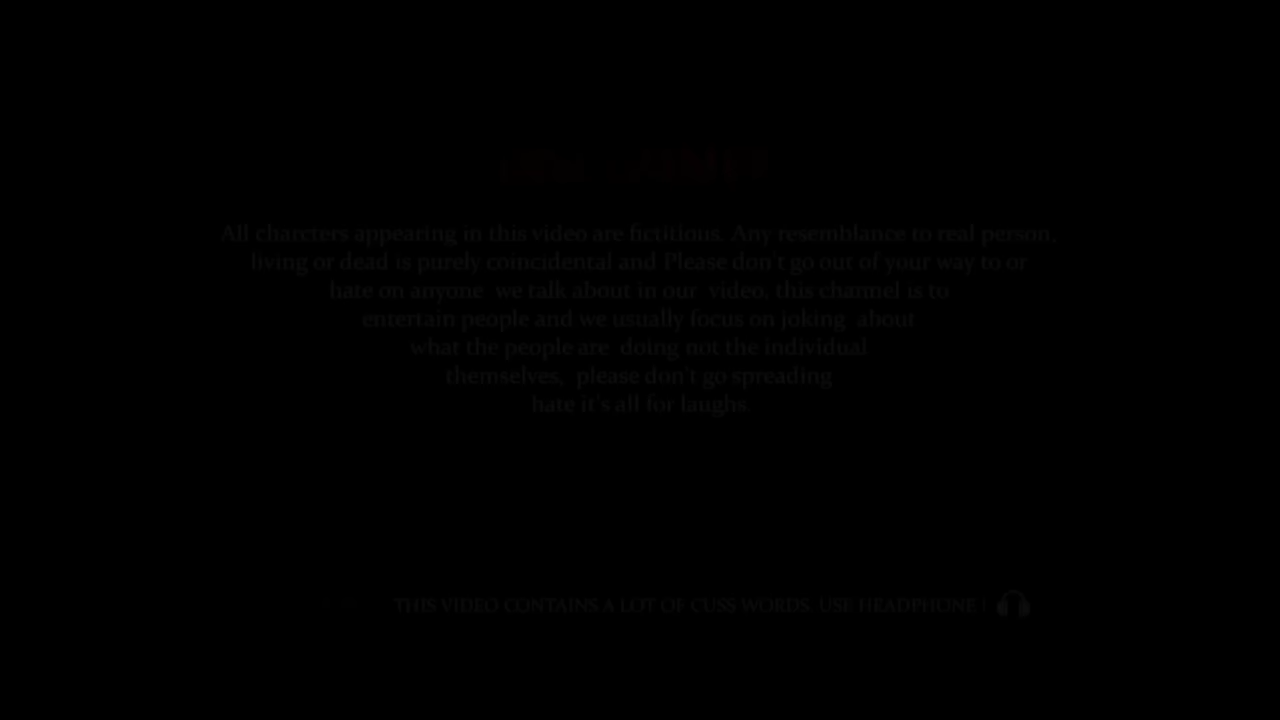 All charcters appearing in this video are fictitious. Any resemblance to real person,
living or dead is purely coincidental and Please don't go out of your way to or
hate on anyone we talk about in our video, this channel is to
entertain people and we usually focus on joking about
what the people are doing not the individual
themselves, please don't go spreading
hate it's all for laughs.
THIS VIDEO CONTAINS A LOT OF CUSS WORDS. USE HEADPHONE !